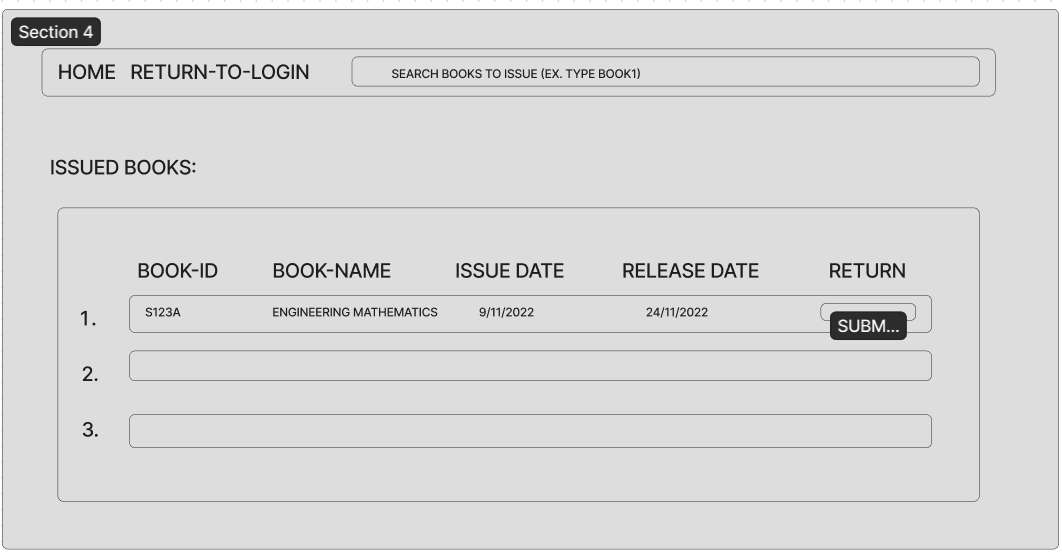 Section 4
HOME RETURN-TO-LOGIN SEARCH BOOKS TO ISSUE (EX. TYPE BOOK1)
ISSUED BOOKS:
BOOK-ID BOOK-NAME ISSUE DATE RELEASE DATE RETURN
1. S123A ENGINEERING MATHEMATICS 9/11/2022 24/11/2022 SUBM...
2.
3.